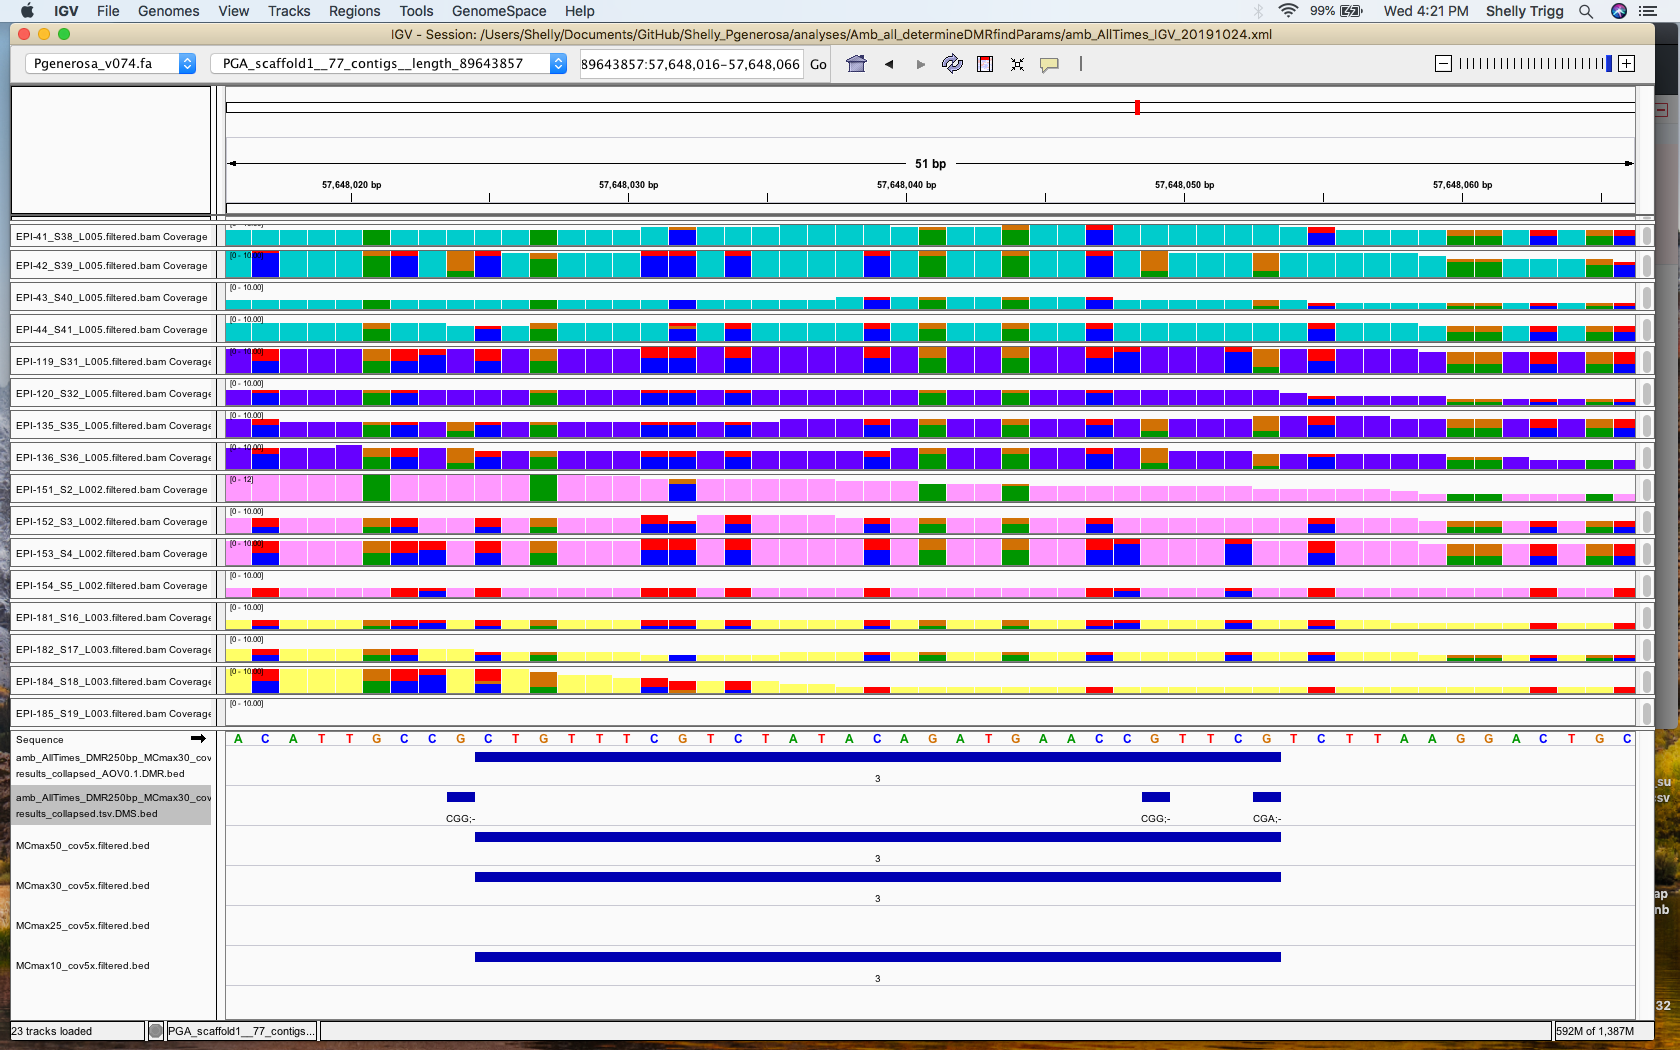 IGV File Genomes View Tracks Regions Tools GenomeSpace Help 99% Wed 4:21 PM Shelly Trigg
IGV - Session: /Users/Shelly/Documents/GitHub/Shelly_Pgenerosa/analyses/Amb_all_determineDMRfindParams/amb_AllTimes_IGV_20191024.xml
Pgenerosa_v074.fa PGA_scaffold1__77_contigs__length_89643857 89643857:57,648,016-57,648,066 Go
51 bp
57,648,020 bp 57,648,030 bp 57,648,040 bp 57,648,050 bp 57,648,060 bp
EPI-41_S38_L005.filtered.bam Coverage
EPI-42_S39_L005.filtered.bam Coverage [0 - 10.00]
EPI-43_S40_L005.filtered.bam Coverage [0 - 10.00]
EPI-44_S41_L005.filtered.bam Coverage [0 - 10.00]
EPI-119_S31_L005.filtered.bam Coverage [0 - 10.00]
EPI-120_S32_L005.filtered.bam Coverage [0 - 10.00]
EPI-135_S35_L005.filtered.bam Coverage [0 - 10.00]
EPI-136_S36_L005.filtered.bam Coverage [0 - 10.00]
EPI-151_S2_L002.filtered.bam Coverage [0 - 12]
EPI-152_S3_L002.filtered.bam Coverage [0 - 10.00]
EPI-153_S4_L002.filtered.bam Coverage [0 - 10.00]
EPI-154_S5_L002.filtered.bam Coverage [0 - 10.00]
EPI-181_S16_L003.filtered.bam Coverage [0 - 10.00]
EPI-182_S17_L003.filtered.bam Coverage [0 - 10.00]
EPI-184_S18_L003.filtered.bam Coverage [0 - 10.00]
EPI-185_S19_L003.filtered.bam Coverage [0 - 10.00]
Sequence A C A T T G C C G C T G T T T C G T C T A T A C A G A T G A A C C G T T C G T C T T A A G G A C T G C
amb_AllTimes_DMR250bp_MCmax30_cov
results_collapsed_AOV0.1.DMR.bed
3
amb_AllTimes_DMR250bp_MCmax30_cov
results_collapsed.tsv.DMS.bed
CGG;- CGG;- CGA;-
MCmax50_cov5x.filtered.bed
3
MCmax30_cov5x.filtered.bed
3
MCmax25_cov5x.filtered.bed
MCmax10_cov5x.filtered.bed
3
23 tracks loaded PGA_scaffold1__77_contigs... 592M of 1,387M
_su
sv
ap
nb
32